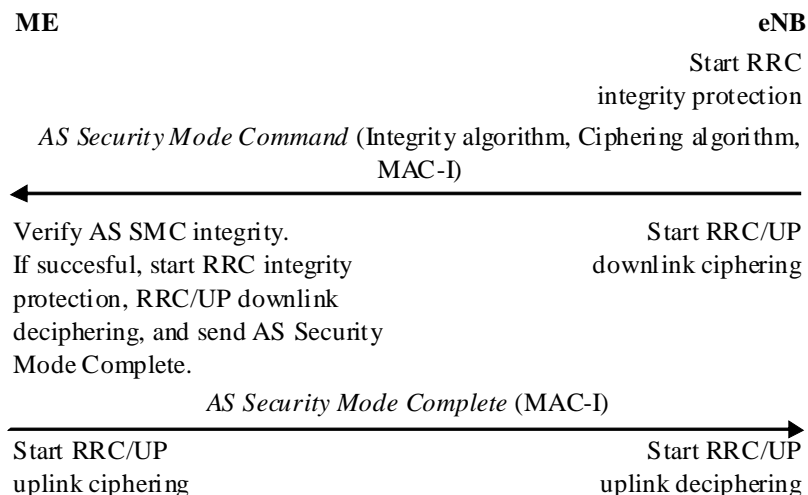 ME
eNB
Start RRC
integrity protection
AS Security Mode Command (Integrity algorithm, Ciphering algorithm,
MAC-I)
Verify AS SMC integrity.
If succesful, start RRC integrity
protection, RRC/UP downlink
deciphering, and send AS Security
Mode Complete.
Start RRC/UP
downlink ciphering
AS Security Mode Complete (MAC-I)
Start RRC/UP
uplink ciphering
Start RRC/UP
uplink deciphering